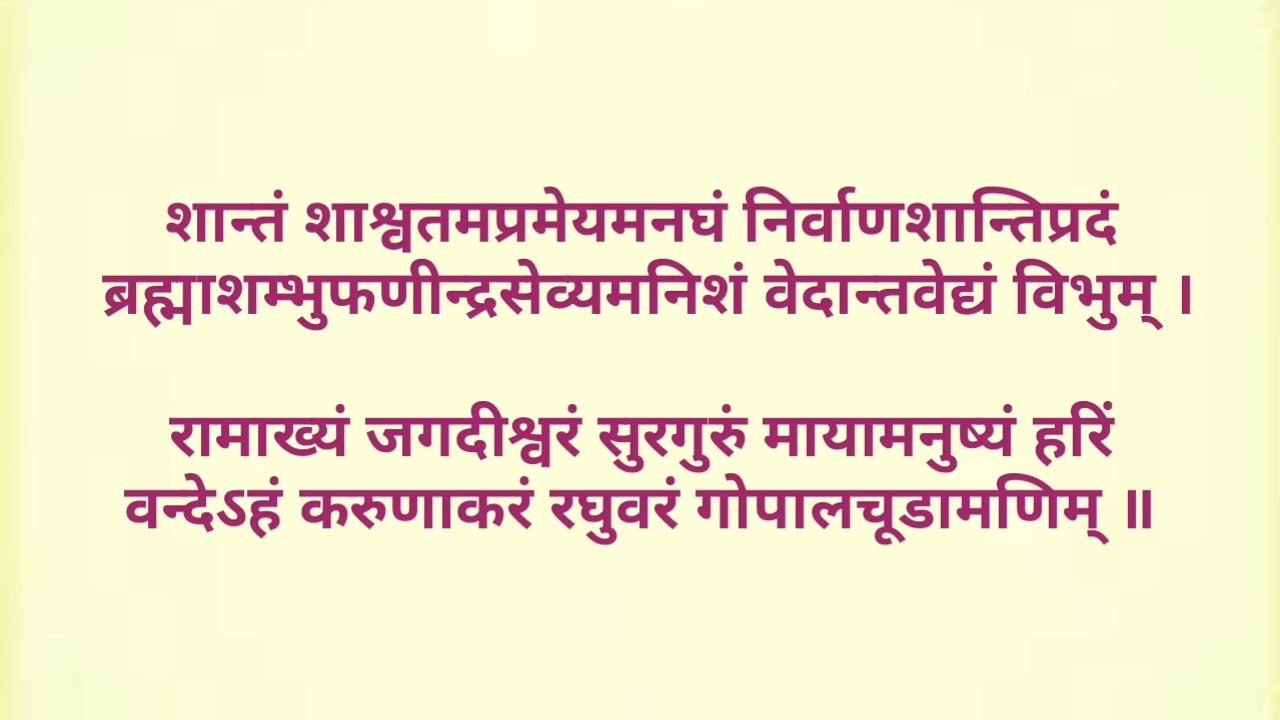 शान्तं शाश्वतमप्रमेयमनघं निर्वाणशान्तिप्रदं
ब्रह्माशम्भुफणीन्द्रसेव्यमनिशं वेदान्तवेद्यं विभुम् ।
रामाख्यं जगदीश्वरं सुरगुरुं मायामनुष्यं हरिं
वन्देऽहं करुणाकरं रघुवरं गोपालचूडामणिम् ॥